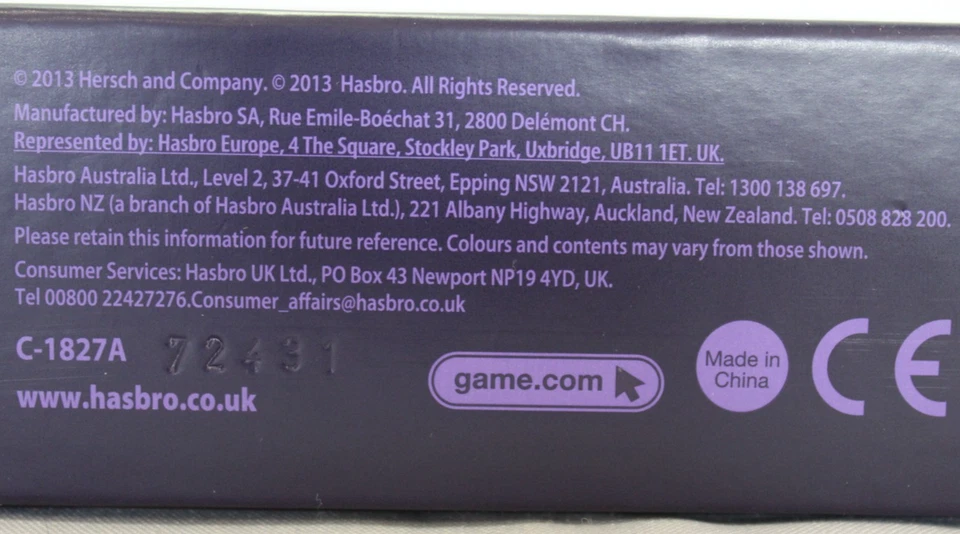 © 2013 Hersch and Company. © 2013 Hasbro. All Rights Reserved.
Manufactured by: Hasbro SA, Rue Emile-Boéchat 31, 2800 Delémont CH.
Represented by: Hasbro Europe, 4 The Square, Stockley Park, Uxbridge, UB11 1ET. UK.
Hasbro Australia Ltd., Level 2, 37-41 Oxford Street, Epping NSW 2121, Australia. Tel: 1300 138 697.
Hasbro NZ (a branch of Hasbro Australia Ltd.), 221 Albany Highway, Auckland, New Zealand. Tel: 0508 828 200.
Please retain this information for future reference. Colours and contents may vary from those shown.
Consumer Services: Hasbro UK Ltd., PO Box 43 Newport NP19 4YD, UK.
Tel 00800 22427276.Consumer_affairs@hasbro.co.uk
C-1827A 72431
www.hasbro.co.uk
game.com
Made in
China
CE